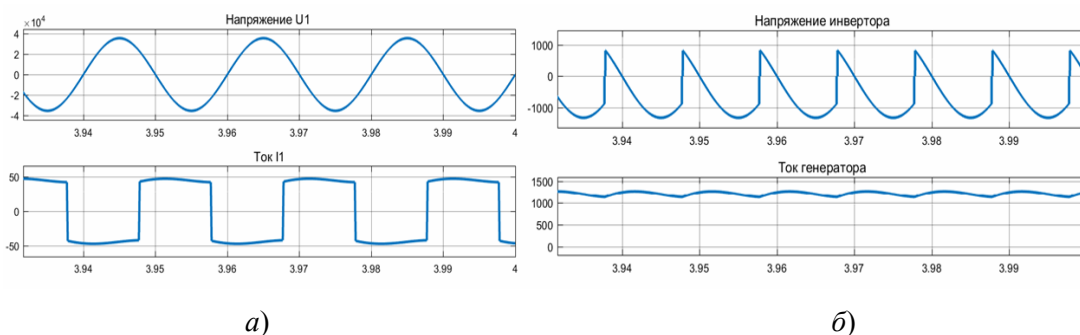 Напряжение U1
×10⁴
4
2
0
-2
-4
3.94 3.95 3.96 3.97 3.98 3.99 4
Ток I1
50
0
-50
3.94 3.95 3.96 3.97 3.98 3.99 4
а)
Напряжение инвертора
1000
0
-1000
3.94 3.95 3.96 3.97 3.98 3.99
Ток генератора
1500
1000
500
0
3.94 3.95 3.96 3.97 3.98 3.99
б)